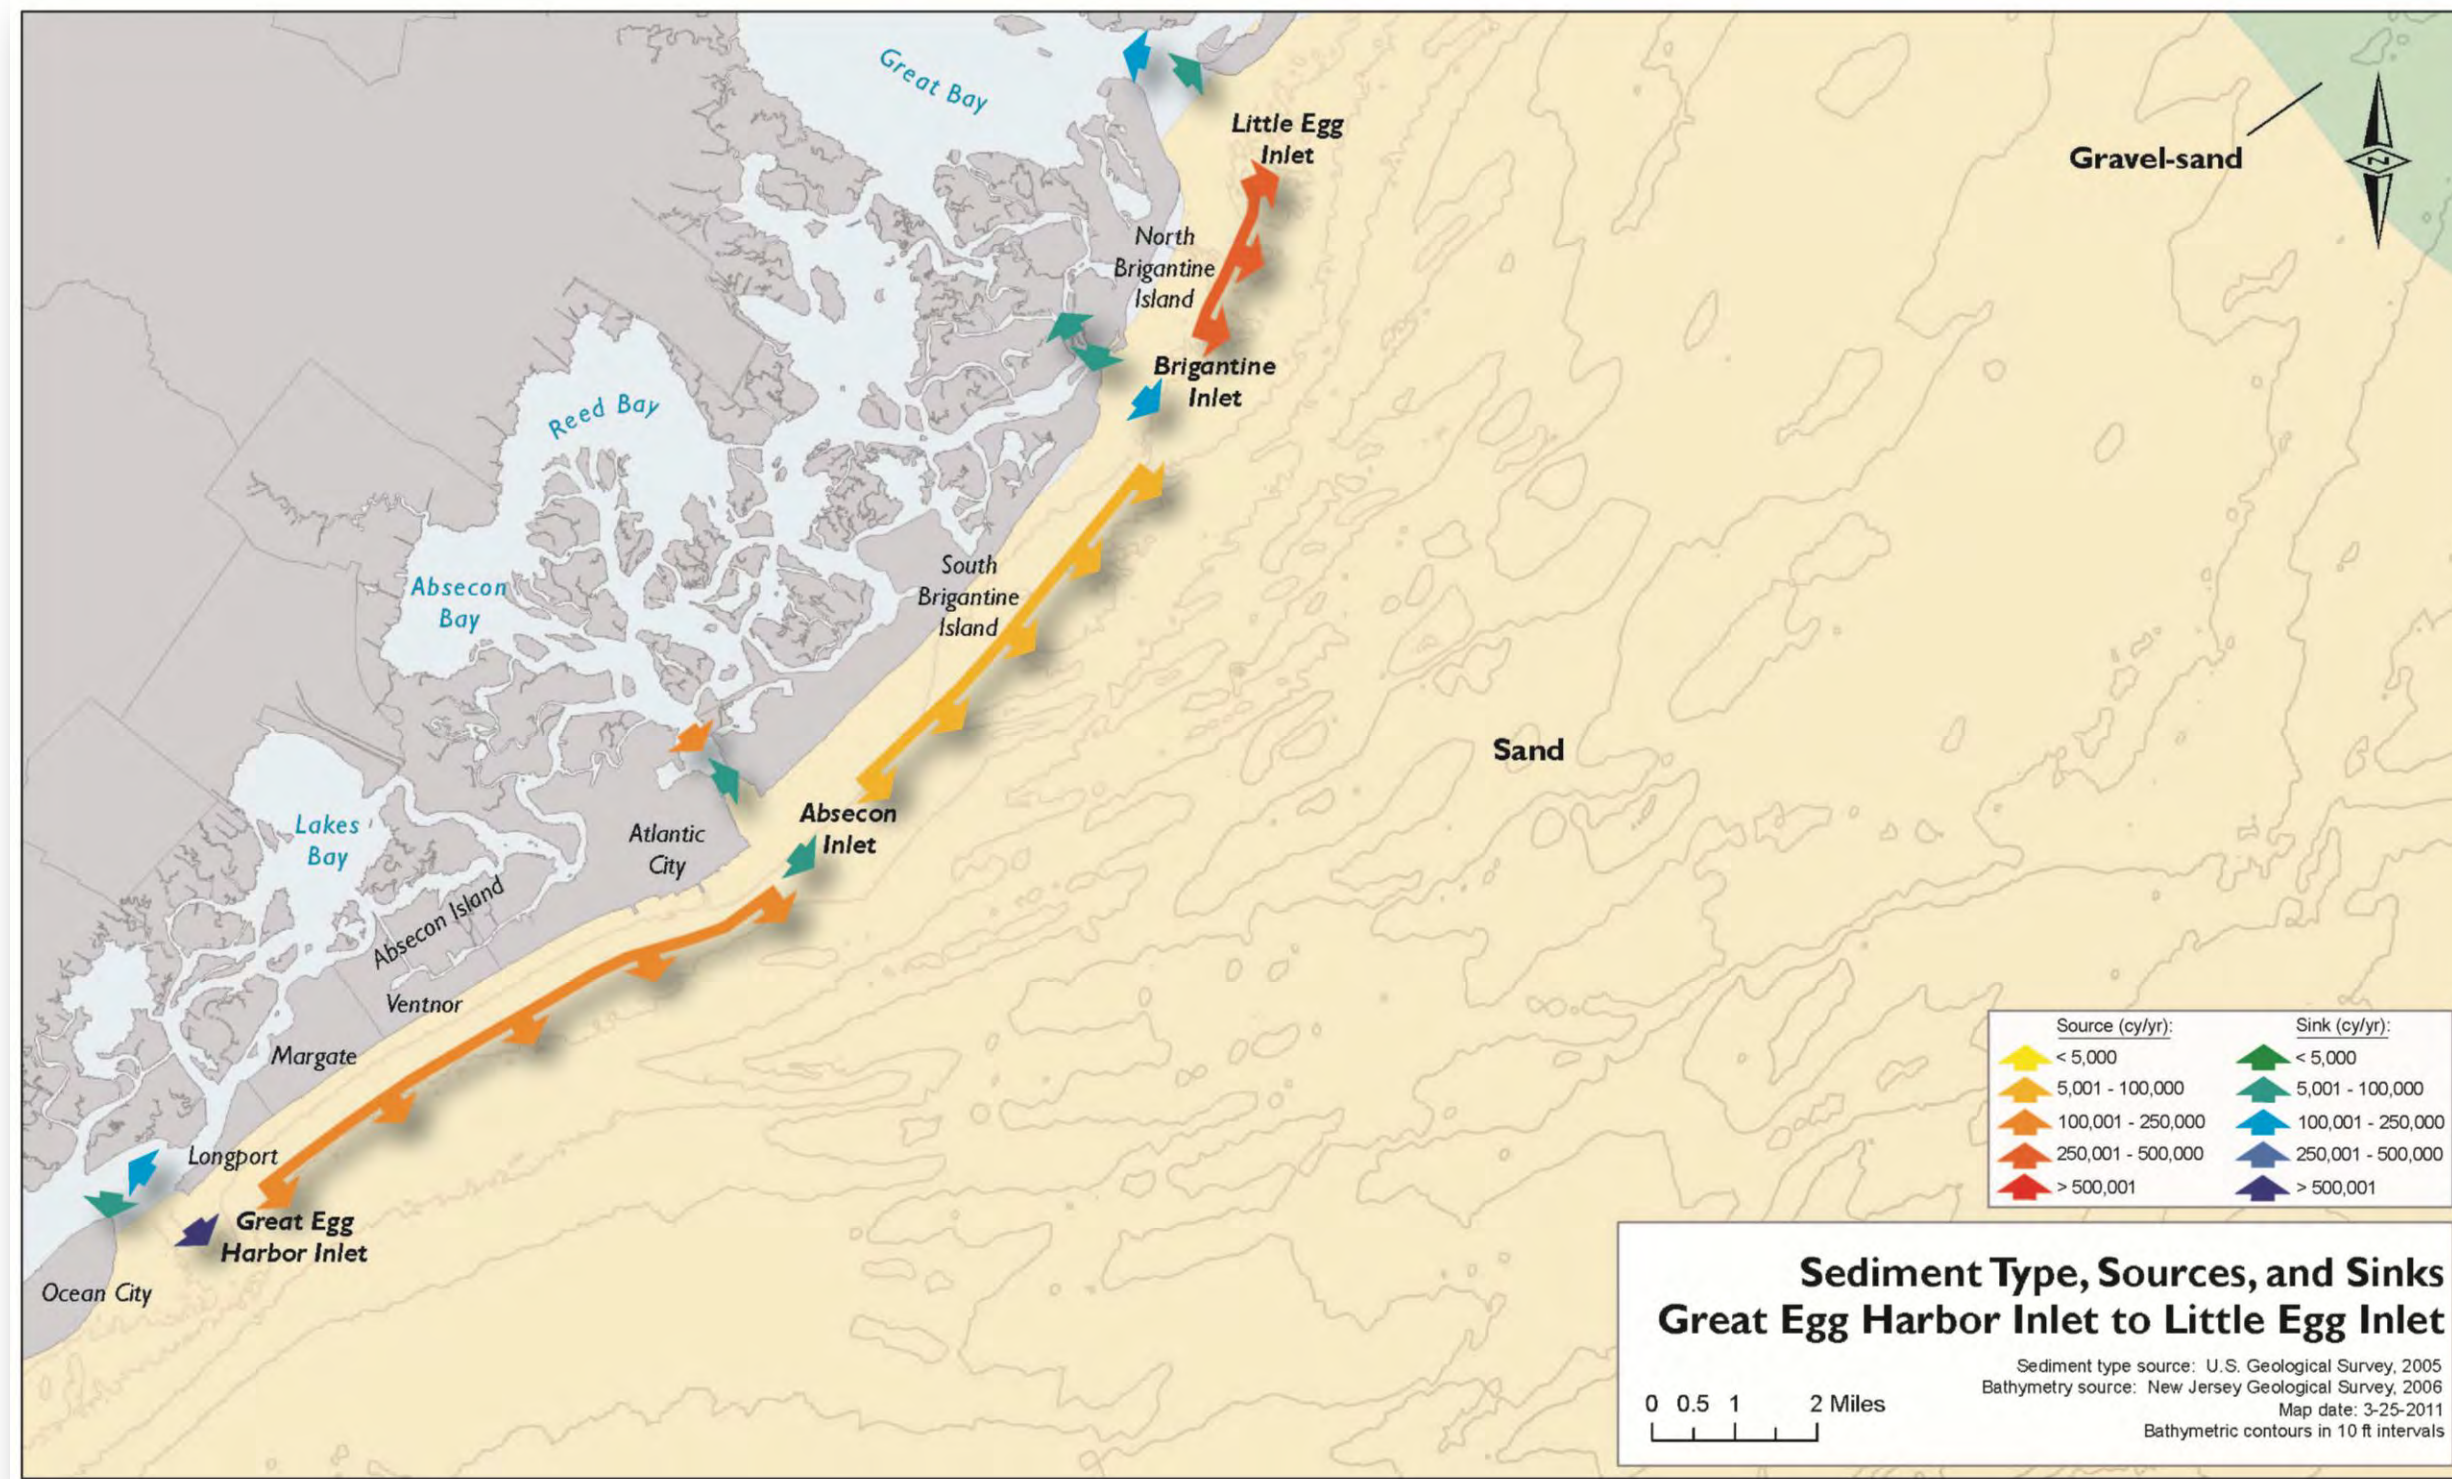 Great Bay
Little Egg
Inlet
Gravel-sand
N
North
Brigantine
Island
Brigantine
Inlet
Reed Bay
South
Brigantine
Island
Absecon
Bay
Sand
Absecon
Inlet
Atlantic
City
Lakes
Bay
Absecon Island
Ventnor
Margate
Longport
Great Egg
Harbor Inlet
Ocean City
Source (cy/yr):
< 5,000
5,001 - 100,000
100,001 - 250,000
250,001 - 500,000
> 500,001
Sink (cy/yr):
< 5,000
5,001 - 100,000
100,001 - 250,000
250,001 - 500,000
> 500,001
Sediment Type, Sources, and Sinks
Great Egg Harbor Inlet to Little Egg Inlet
Sediment type source: U.S. Geological Survey, 2005
Bathymetry source: New Jersey Geological Survey, 2006
Map date: 3-25-2011
Bathymetric contours in 10 ft intervals
0 0.5 1 2 Miles